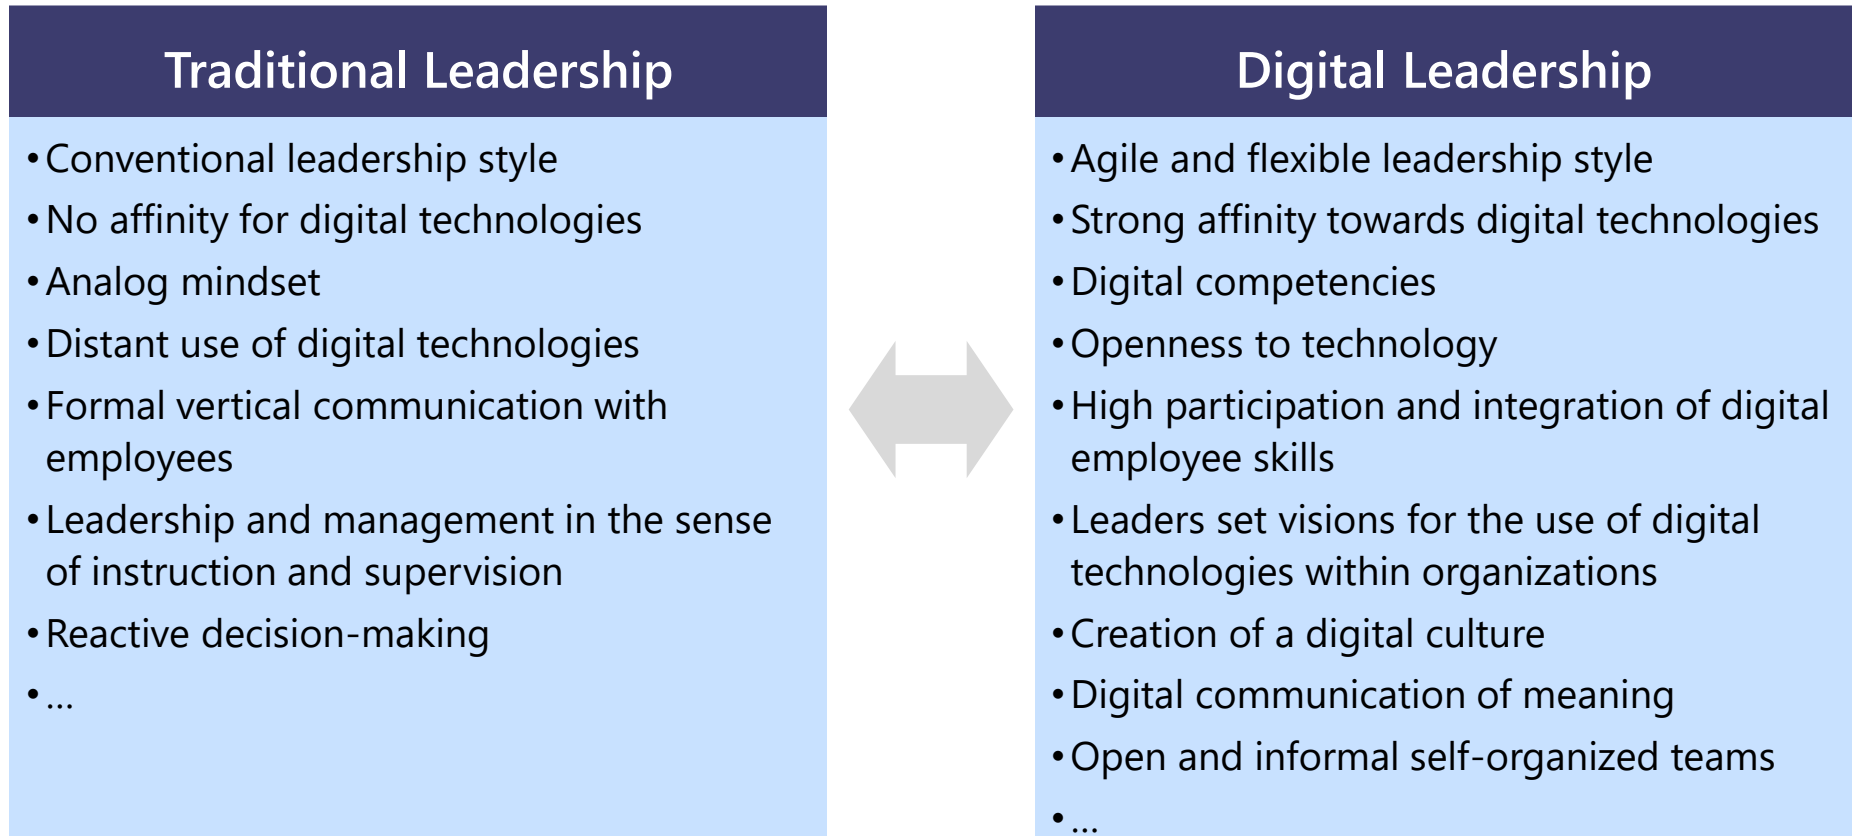 Traditional Leadership
• Conventional leadership style
• No affinity for digital technologies
• Analog mindset
• Distant use of digital technologies
• Formal vertical communication with
employees
• Leadership and management in the sense
of instruction and supervision
• Reactive decision-making
• ...
Digital Leadership
• Agile and flexible leadership style
• Strong affinity towards digital technologies
• Digital competencies
• Openness to technology
• High participation and integration of digital
employee skills
• Leaders set visions for the use of digital
technologies within organizations
• Creation of a digital culture
• Digital communication of meaning
• Open and informal self-organized teams
• ...